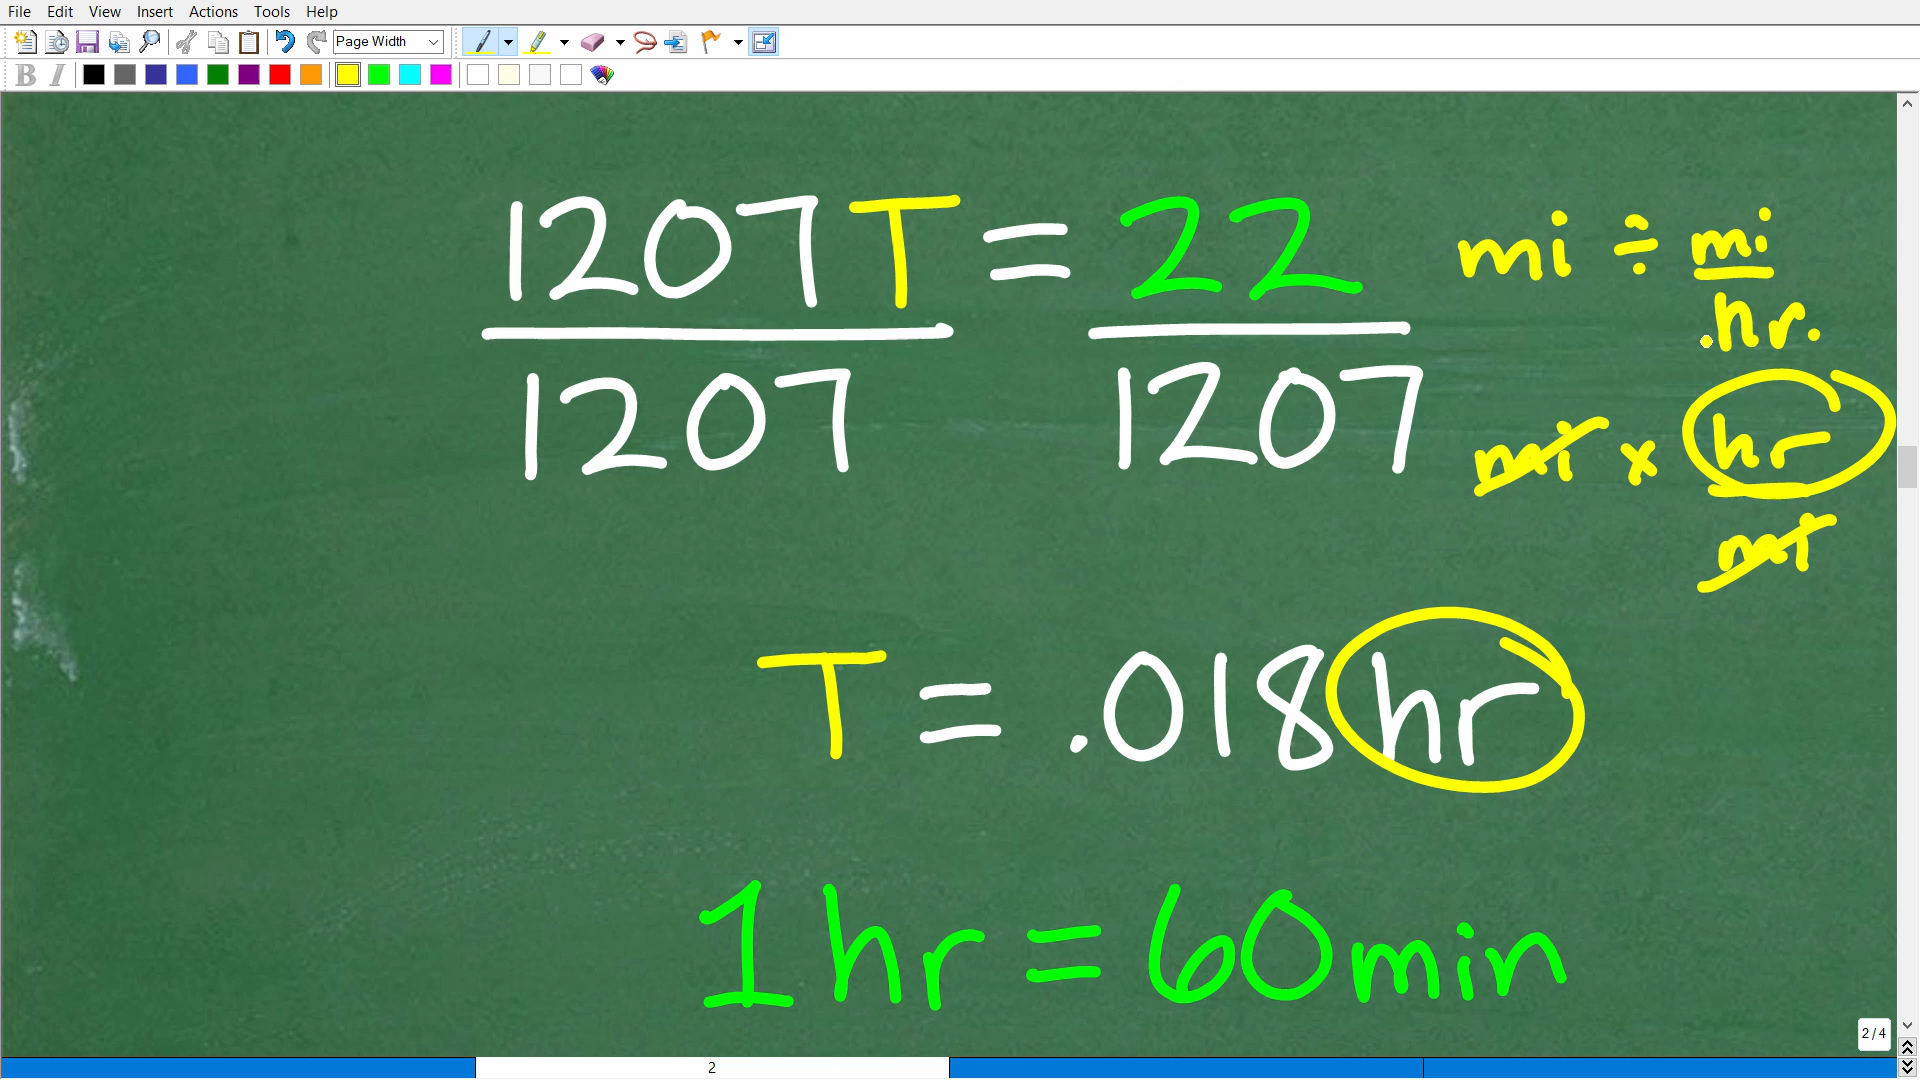 File Edit View Insert Actions Tools Help
Page Width
B I
1207T = 22
1207 1207
mi ÷ mi
hr.
mi x hr
mi
T = .018hr
1hr = 60min
2 / 4
2